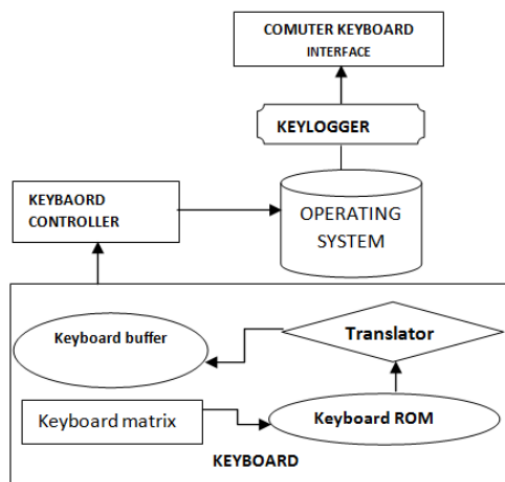 COMUTER KEYBOARD
INTERFACE
KEYLOGGER
KEYBAORD
CONTROLLER
OPERATING
SYSTEM
Keyboard buffer
Translator
Keyboard matrix
Keyboard ROM
KEYBOARD